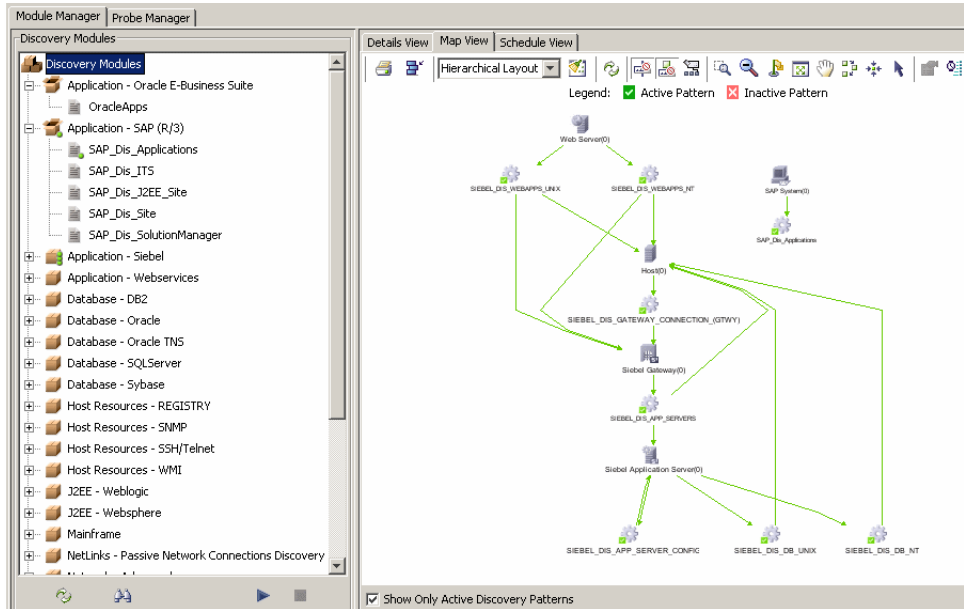 Module Manager
Probe Manager
Discovery Modules
Discovery Modules
Application - Oracle E-Business Suite
OracleApps
Application - SAP (R/3)
SAP_Dis_Applications
SAP_Dis_ITS
SAP_Dis_J2EE_Site
SAP_Dis_Site
SAP_Dis_SolutionManager
Application - Siebel
Application - Webservices
Database - DB2
Database - Oracle
Database - Oracle TNS
Database - SQLServer
Database - Sybase
Host Resources - REGISTRY
Host Resources - SNMP
Host Resources - SSH/Telnet
Host Resources - WMI
J2EE - Weblogic
J2EE - Websphere
Mainframe
NetLinks - Passive Network Connections Discovery
Details View
Map View
Schedule View
Hierarchical Layout
Legend: Active Pattern Inactive Pattern
Web Server(0)
SIEBEL_DIS_WEBAPPS_UNIX
SIEBEL_DIS_WEBAPPS_NT
SAP System(0)
SAP_Dis_Applications
Host(0)
SIEBEL_DIS_GATEWAY_CONNECTION_(GTWY)
Siebel Gateway(0)
SIEBEL_DIS_APP_SERVERS
Siebel Application Server(0)
SIEBEL_DIS_APP_SERVER_CONFIG
SIEBEL_DIS_DB_UNIX
SIEBEL_DIS_DB_NT
Show Only Active Discovery Patterns